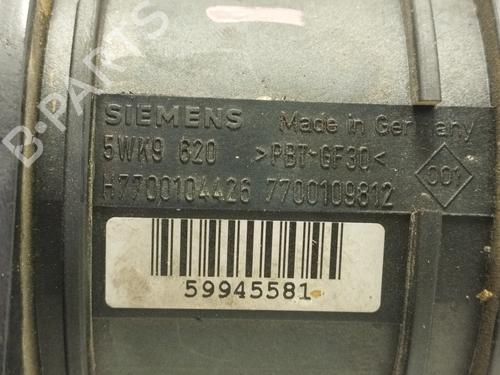 SIEMENS Made in Germany
5WK9 620 >PBT-GF30<
H7700104426 7700109812
001
59945581
B-PARTS